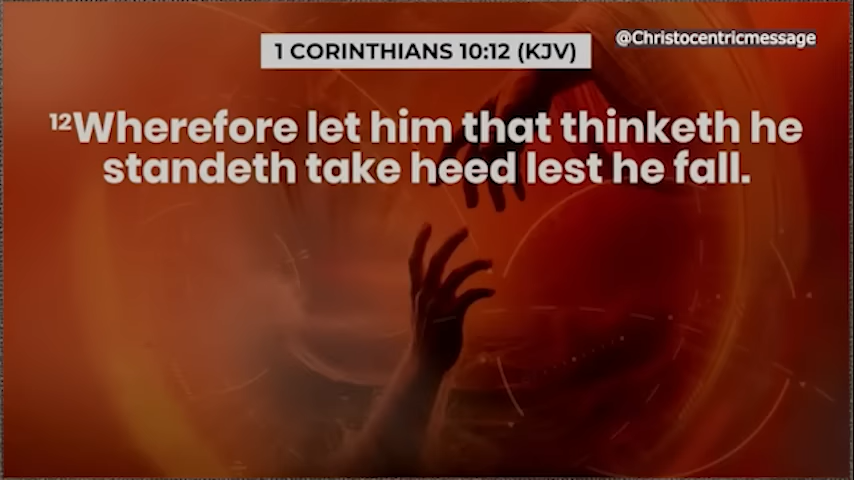 1 CORINTHIANS 10:12 (KJV)
@Christocentricmessage
¹²Wherefore let him that thinketh he
standeth take heed lest he fall.